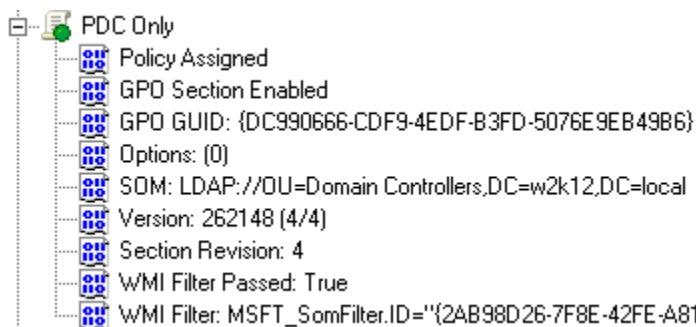 PDC Only
Policy Assigned
GPO Section Enabled
GPO GUID: {DC990666-CDF9-4EDF-B3FD-5076E9EB49B6}
Options: (0)
SOM: LDAP://OU=Domain Controllers,DC=w2k12,DC=local
Version: 262148 (4/4)
Section Revision: 4
WMI Filter Passed: True
WMI Filter: MSFT_SomFilter.ID="{2AB98D26-7F8E-42FE-A81